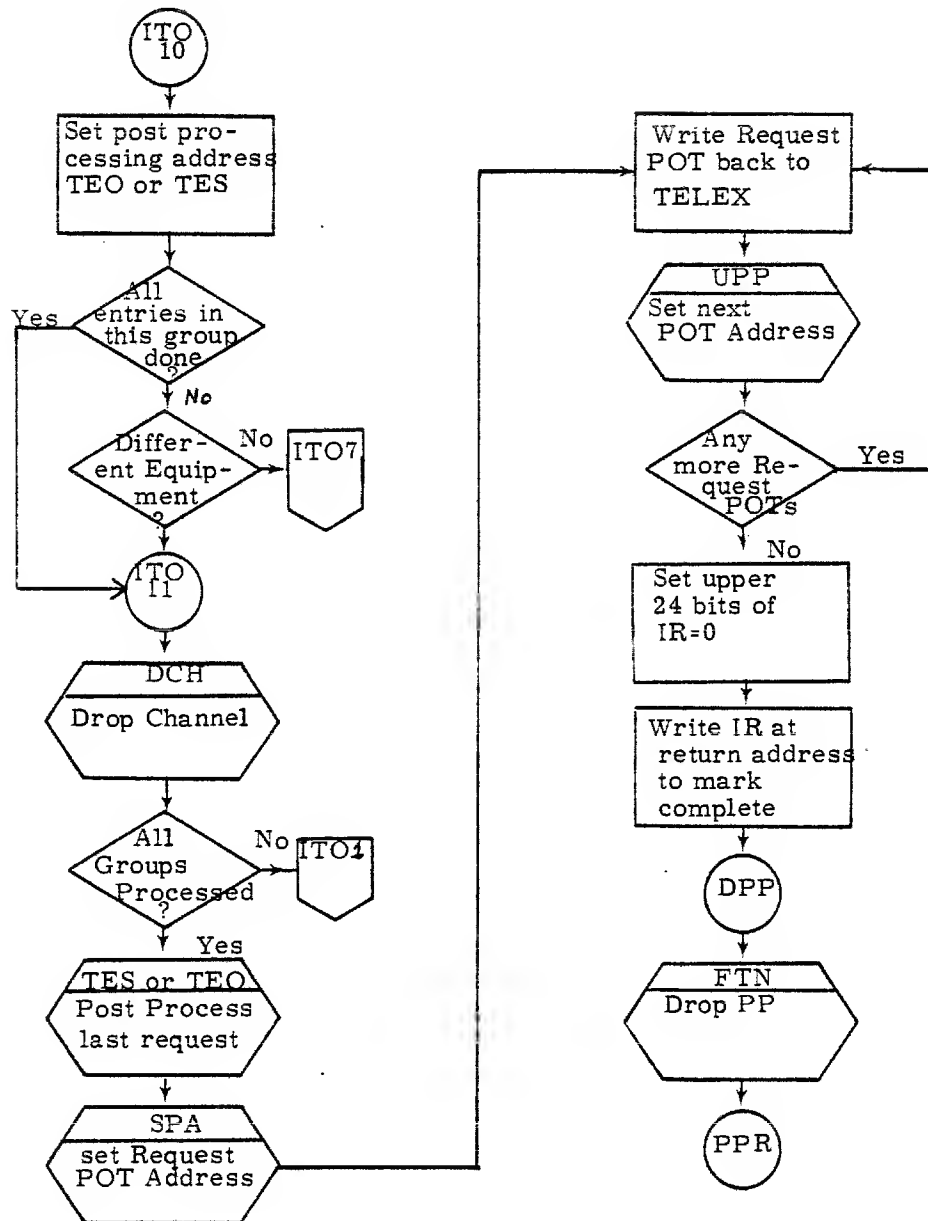 ITO
10
Set post pro-
cessing address
TEO or TES
All
entries in
this group
done
?
Yes
No
Differ-
ent Equip-
ment
?
No
ITO7
ITO
11
DCH
Drop Channel
All
Groups
Processed
?
No
ITO1
Yes
TES or TEO
Post Process
last request
SPA
set Request
POT Address
Write Request
POT back to
TELEX
UPP
Set next
POT Address
Any
more Re-
quest
POTs
Yes
No
Set upper
24 bits of
IR=0
Write IR at
return address
to mark
complete
DPP
FTN
Drop PP
PPR